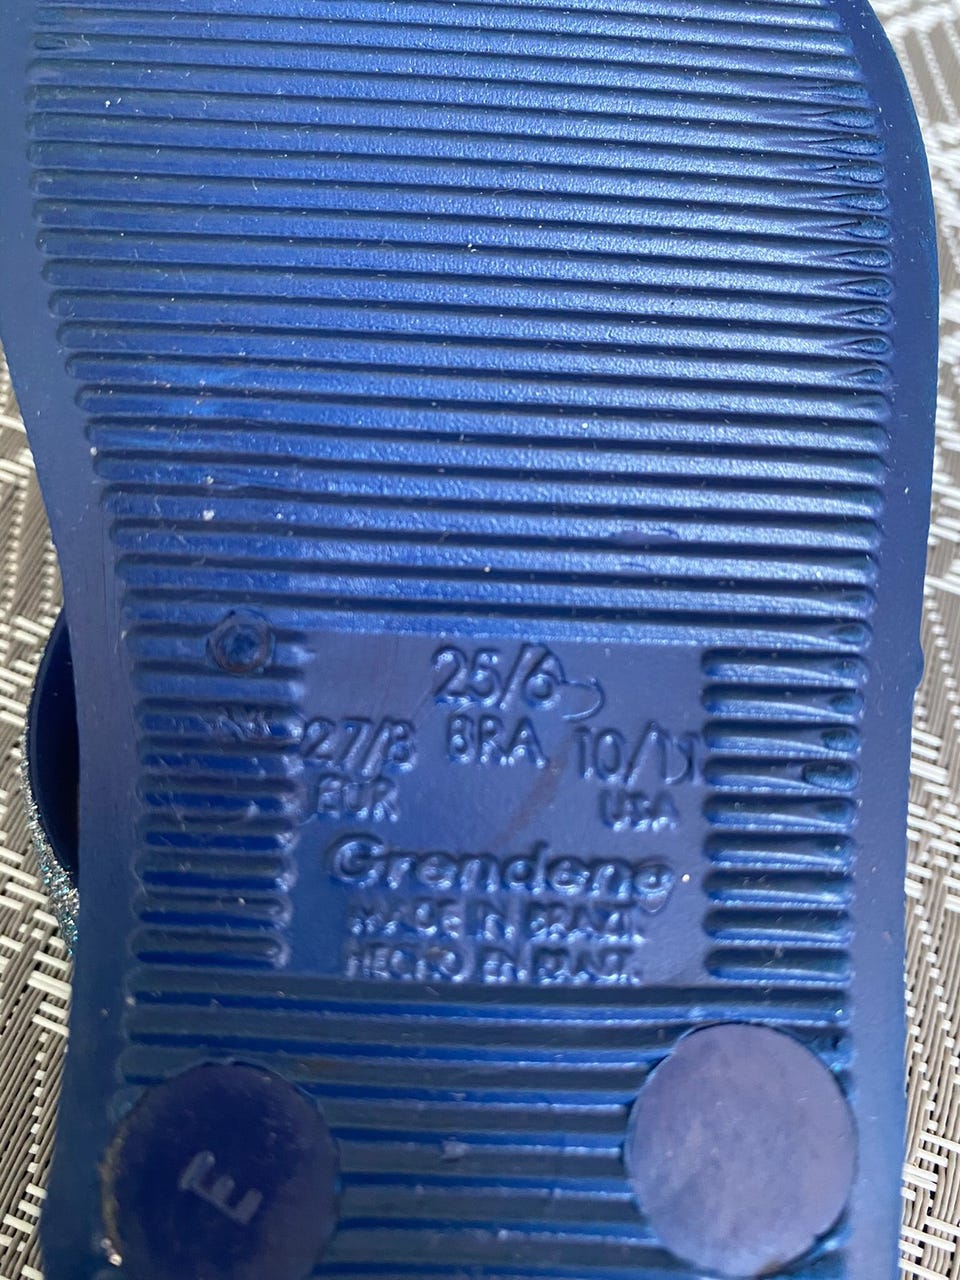 25/6
BRA
27/8
EUR
10/11
USA
Grendene
MADE IN BRAZIL
HECHO EN BRASIL
E